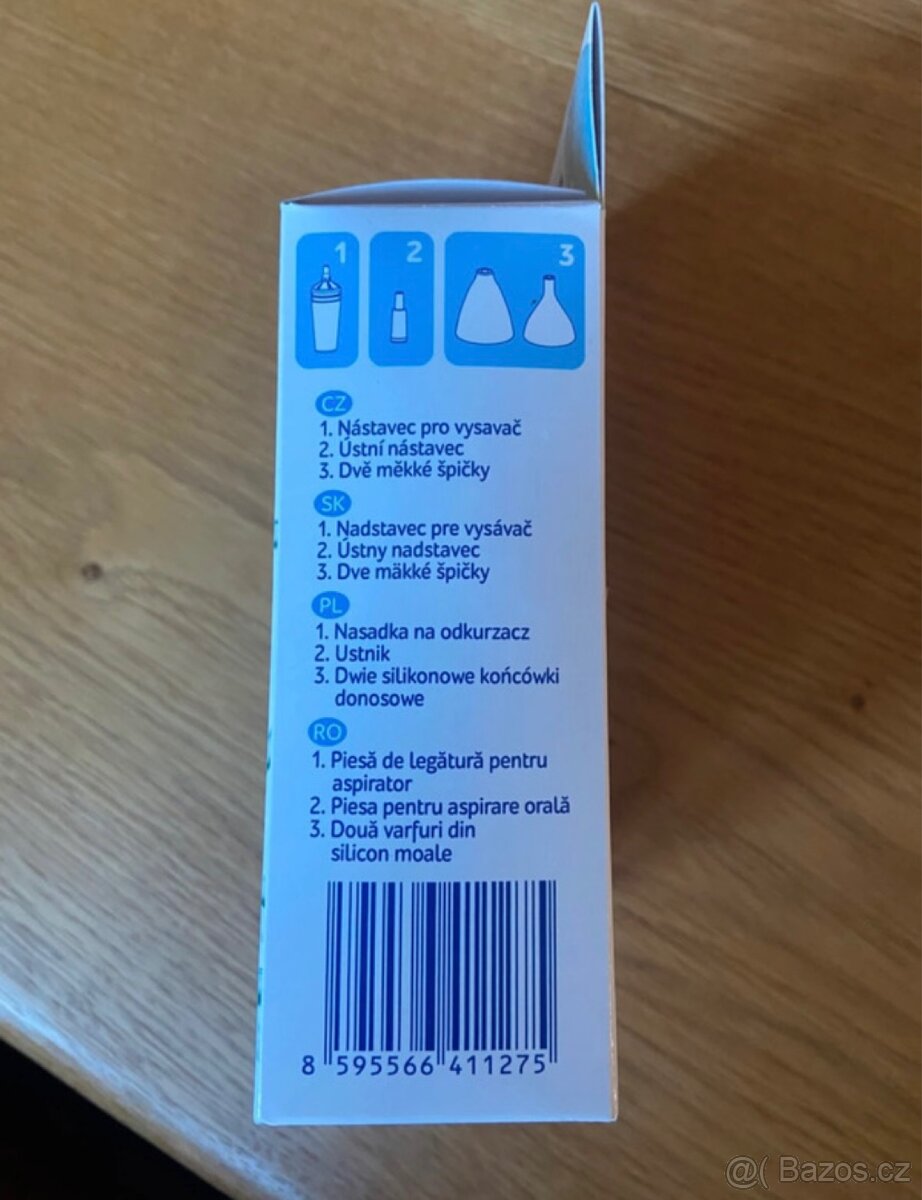 1 2 3
CZ
1. Nástavec pro vysavač
2. Ústní nástavec
3. Dvě měkké špičky
SK
1. Nadstavec pre vysávač
2. Ústny nadstavec
3. Dve mäkké špičky
PL
1. Nasadka na odkurzacz
2. Ustnik
3. Dwie silikonowe końcówki
donosowe
RO
1. Piesă de legătură pentru
aspirator
2. Piesa pentru aspirare orală
3. Două varfuri din
silicon moale
8 595566 411275
@( Bazos.cz